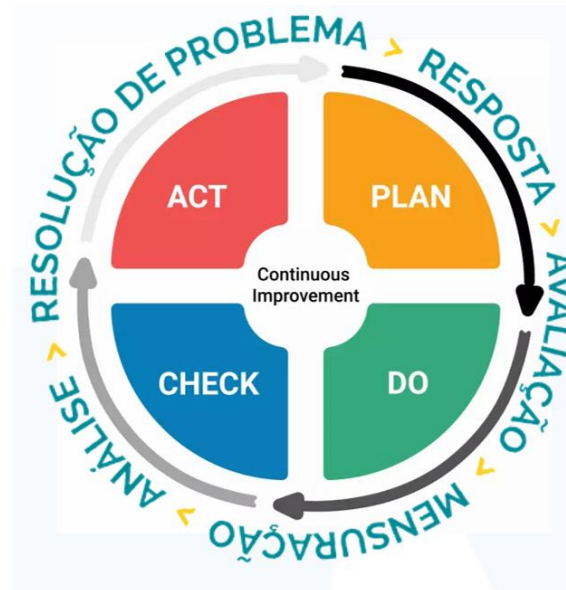 RESOLUÇÃO DE PROBLEMA > RESPOSTA > AVALIAÇÃO > MENSURAÇÃO > ANÁLISE >
ACT
PLAN
Continuous
Improvement
CHECK
DO